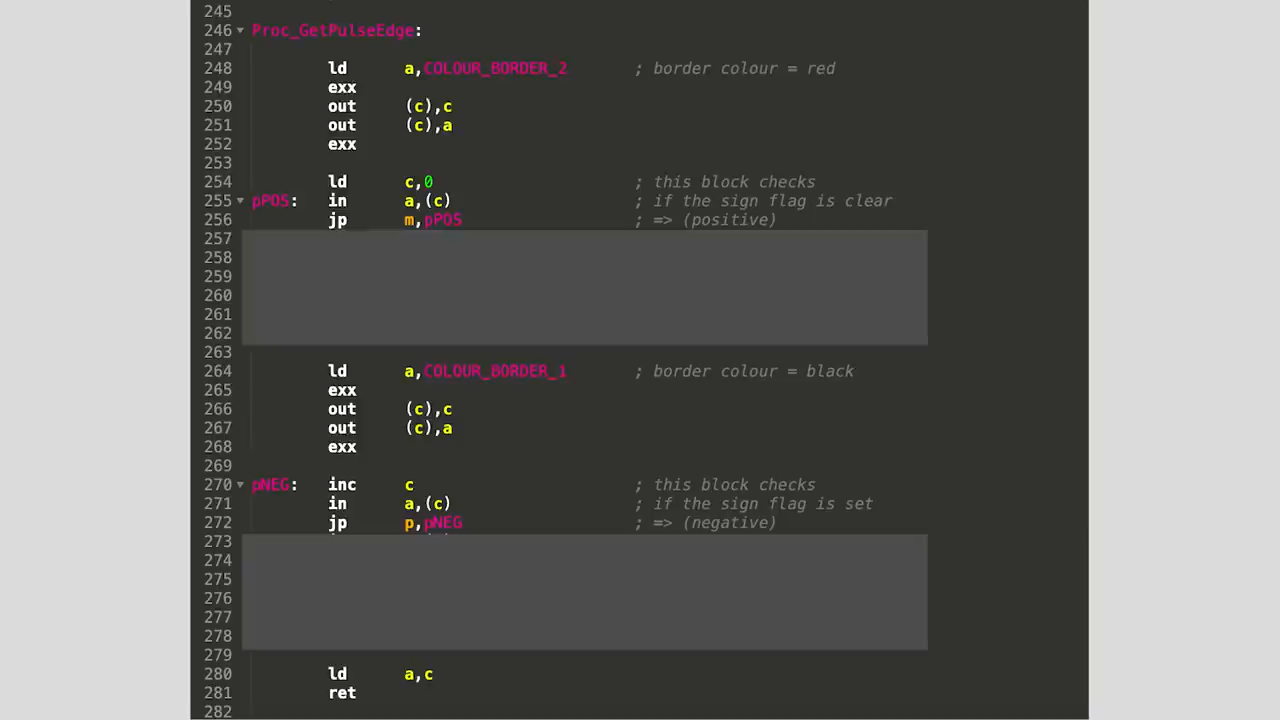 245
246 Proc_GetPulseEdge:
247
248 ld a,COLOUR_BORDER_2 ; border colour = red
249 exx
250 out (c),c
251 out (c),a
252 exx
253
254 ld c,0 ; this block checks
255 pPOS: in a,(c) ; if the sign flag is clear
256 jp m,pPOS ; => (positive)
257
258
259
260
261
262
263
264 ld a,COLOUR_BORDER_1 ; border colour = black
265 exx
266 out (c),c
267 out (c),a
268 exx
269
270 pNEG: inc c ; this block checks
271 in a,(c) ; if the sign flag is set
272 jp p,pNEG ; => (negative)
273
274
275
276
277
278
279
280 ld a,c
281 ret
282